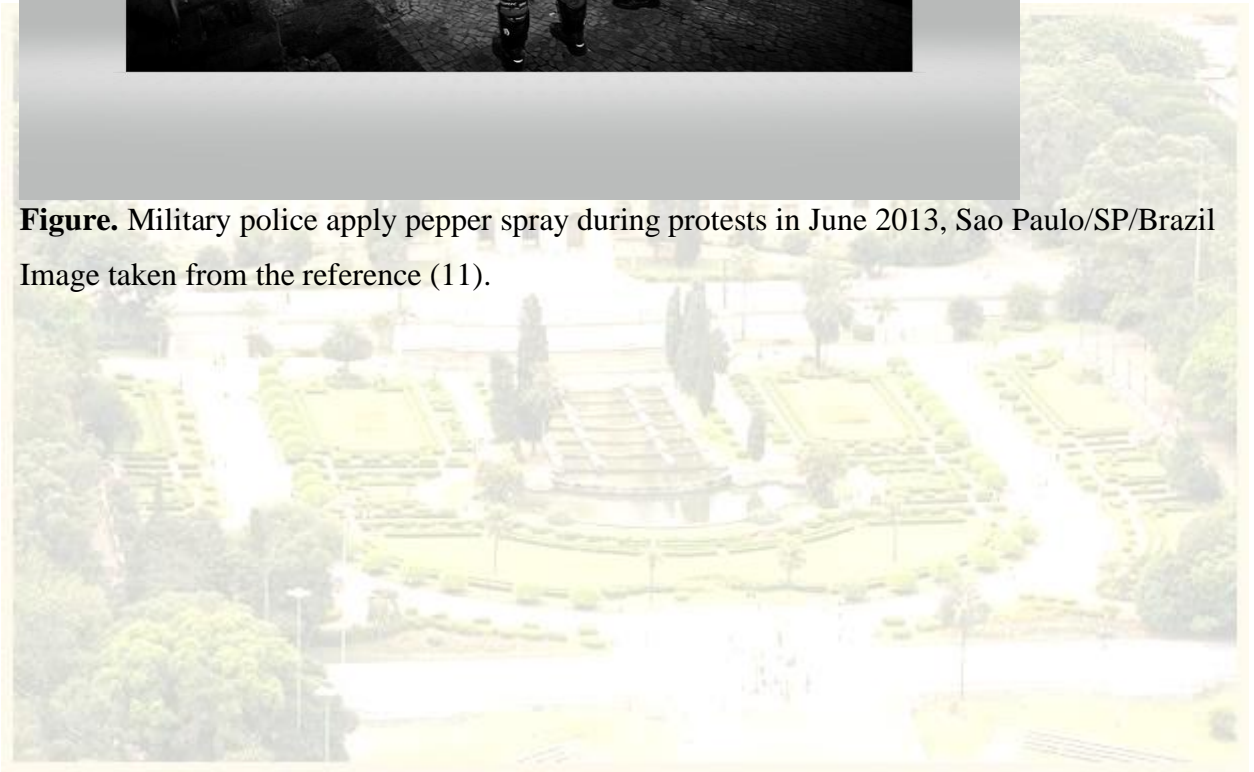 Figure. Military police apply pepper spray during protests in June 2013, Sao Paulo/SP/Brazil
Image taken from the reference (11).